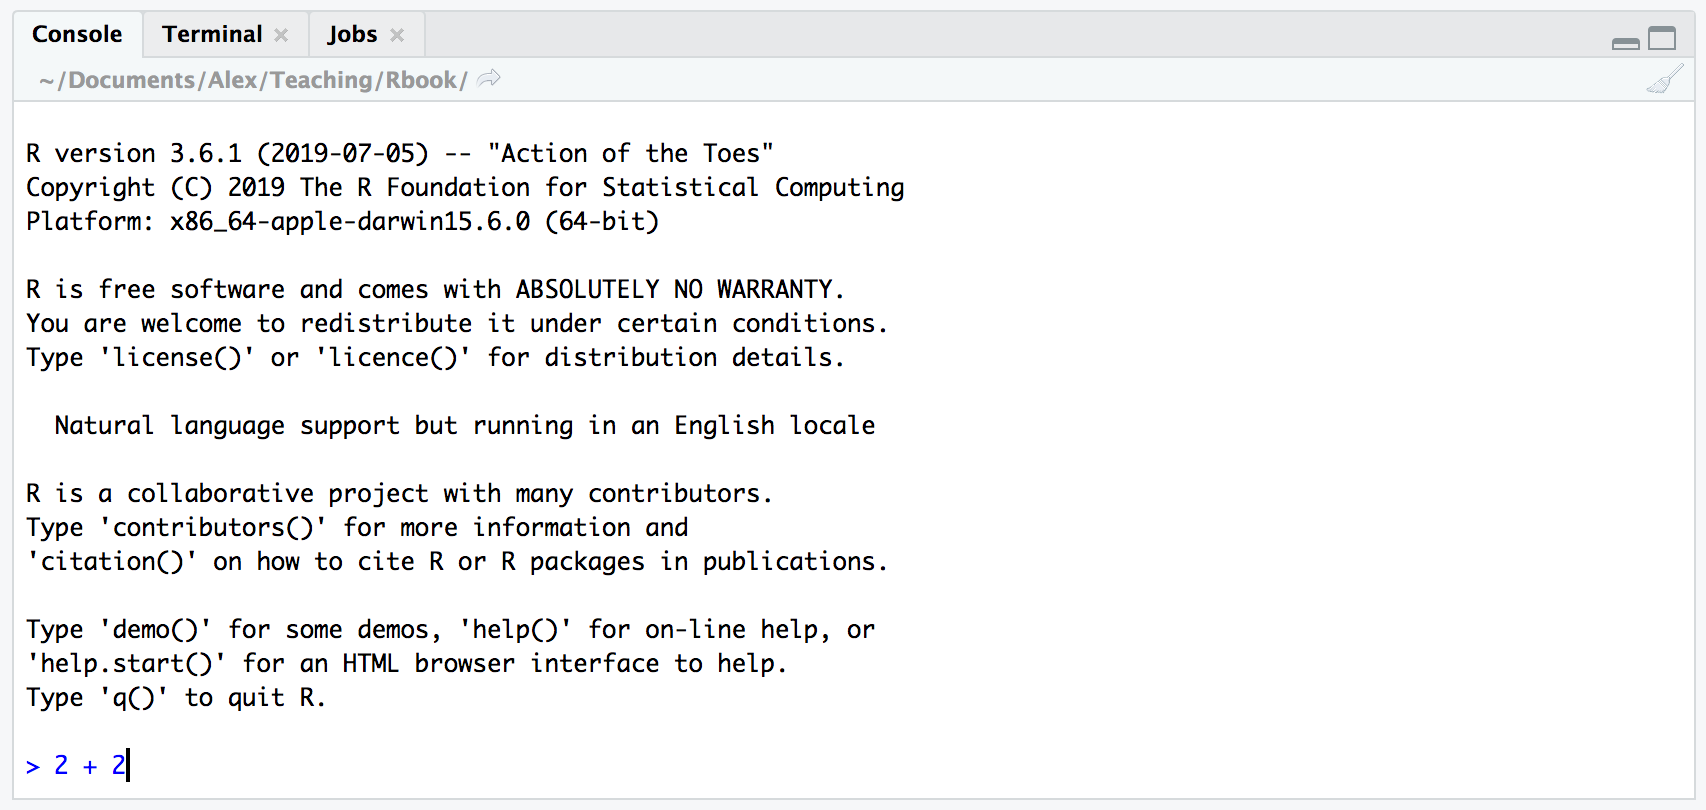 Console Terminal Jobs
~/Documents/Alex/Teaching/Rbook/
R version 3.6.1 (2019-07-05) -- "Action of the Toes"
Copyright (C) 2019 The R Foundation for Statistical Computing
Platform: x86_64-apple-darwin15.6.0 (64-bit)
R is free software and comes with ABSOLUTELY NO WARRANTY.
You are welcome to redistribute it under certain conditions.
Type 'license()' or 'licence()' for distribution details.
Natural language support but running in an English locale
R is a collaborative project with many contributors.
Type 'contributors()' for more information and
'citation()' on how to cite R or R packages in publications.
Type 'demo()' for some demos, 'help()' for on-line help, or
'help.start()' for an HTML browser interface to help.
Type 'q()' to quit R.
> 2 + 2